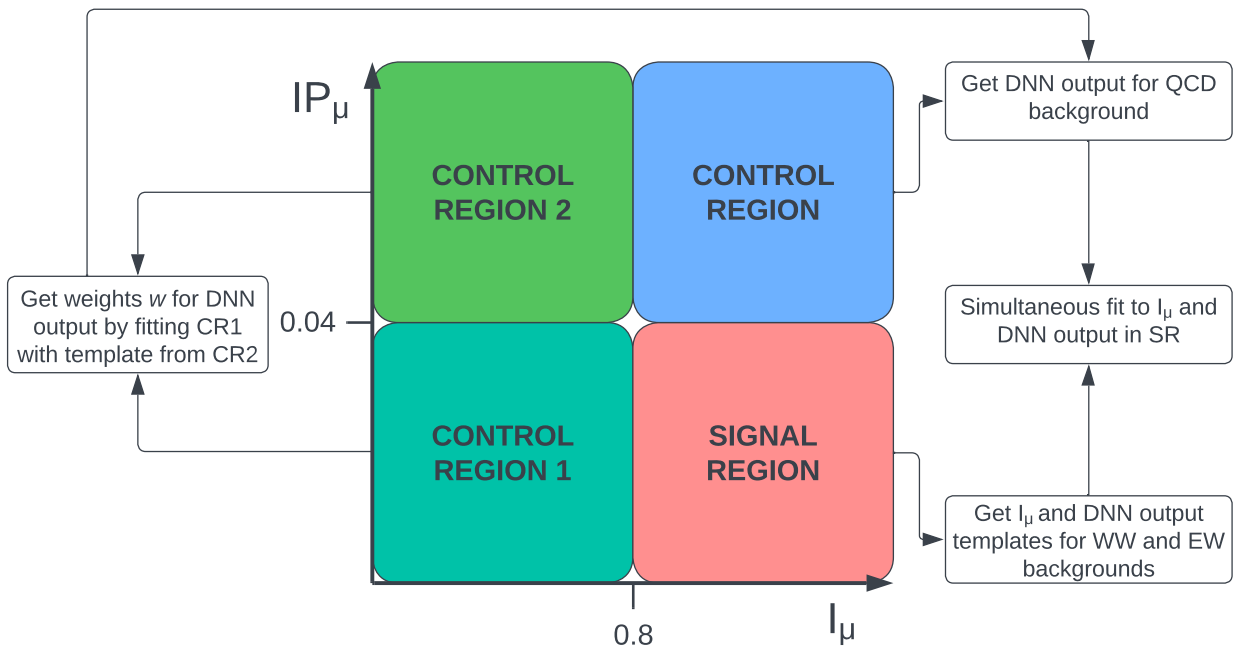 IPμ
CONTROL
REGION 2
CONTROL
REGION
Get DNN output for QCD
background
Get weights w for DNN
output by fitting CR1
with template from CR2
0.04
Simultaneous fit to Iμ and
DNN output in SR
CONTROL
REGION 1
SIGNAL
REGION
Get Iμ and DNN output
templates for WW and EW
backgrounds
0.8
Iμ